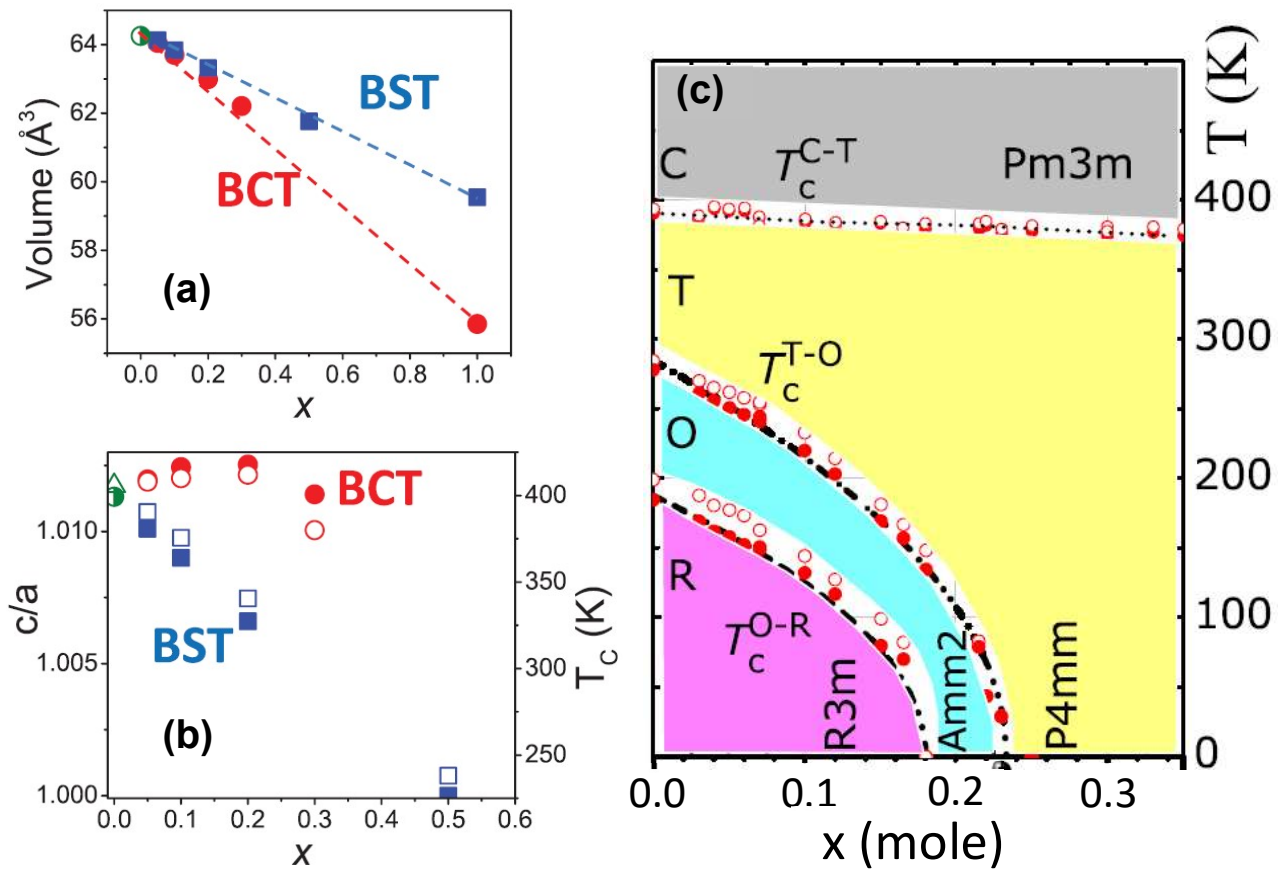 64
62
60
58
56
Volume (Å³)
BST
BCT
(a)
0.0 0.2 0.4 0.6 0.8 1.0
x
1.010
1.005
1.000
c/a
BCT
BST
(b)
400
350
300
250
T_C (K)
0.0 0.1 0.2 0.3 0.4 0.5 0.6
x
(c)
C
T_c^{C-T}
Pm3m
T
T_c^{T-O}
O
R
T_c^{O-R}
R3m
Amm2
P4mm
T (K)
400
300
200
100
0
0.0 0.1 0.2 0.3
x (mole)